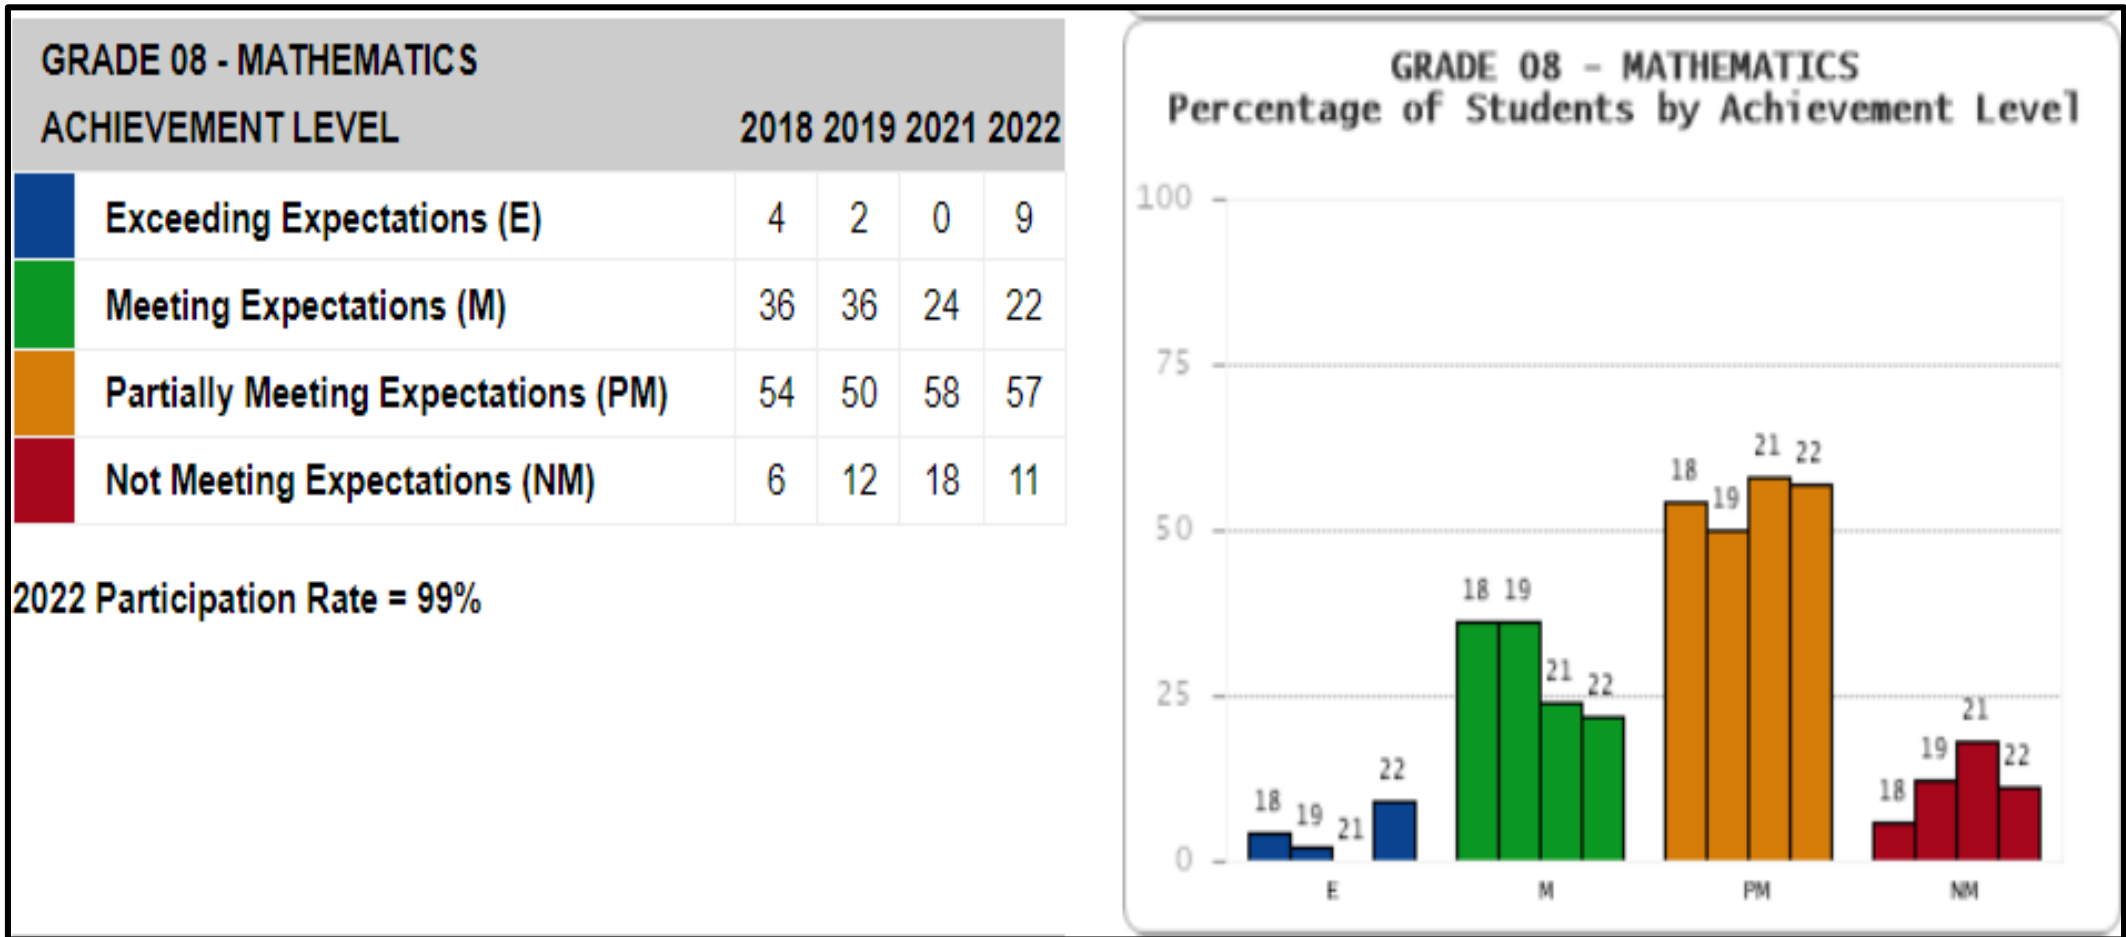 GRADE 08 - MATHEMATICS
ACHIEVEMENT LEVEL 2018 2019 2021 2022
Exceeding Expectations (E) 4 2 0 9
Meeting Expectations (M) 36 36 24 22
Partially Meeting Expectations (PM) 54 50 58 57
Not Meeting Expectations (NM) 6 12 18 11
2022 Participation Rate = 99%
GRADE 08 - MATHEMATICS
Percentage of Students by Achievement Level
100
75
50
25
0
18 19 21 22
18 19 21 22
18 19 21 22
18 19 21 22
E M PM NM